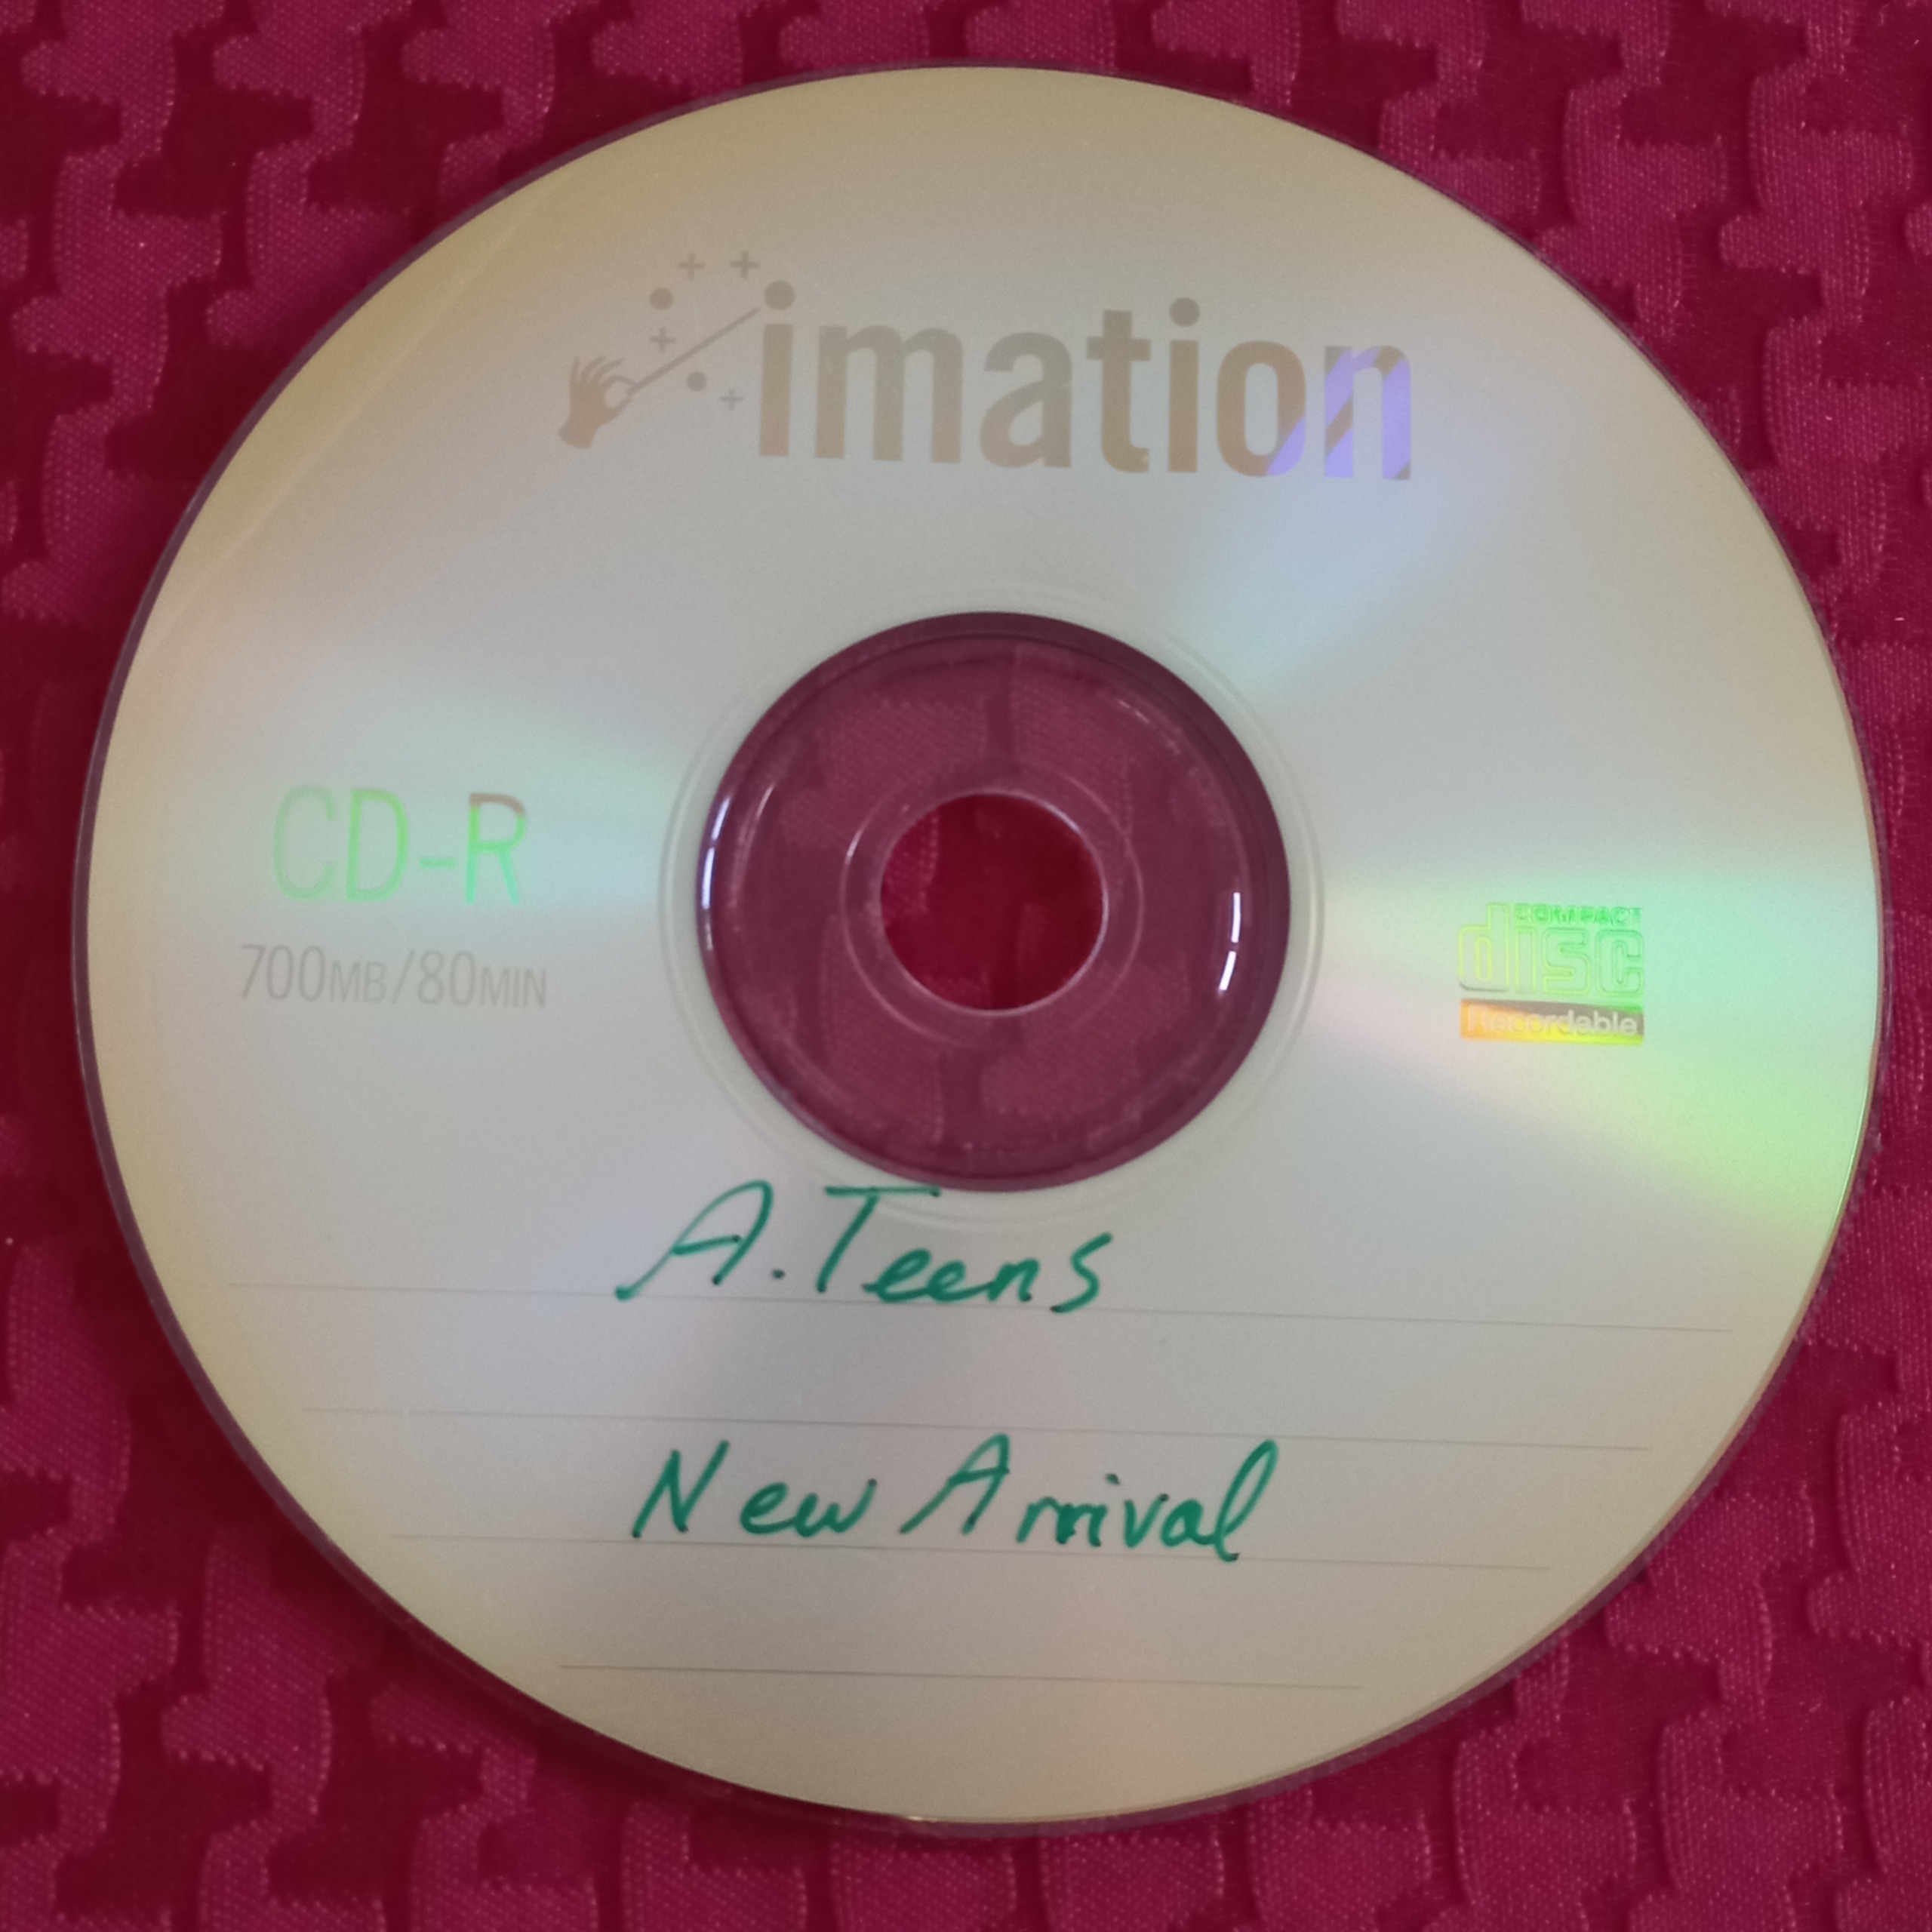 imation
CD-R
700MB/80MIN
COMPACT
disc
Recordable
A.Teens
New Arrival